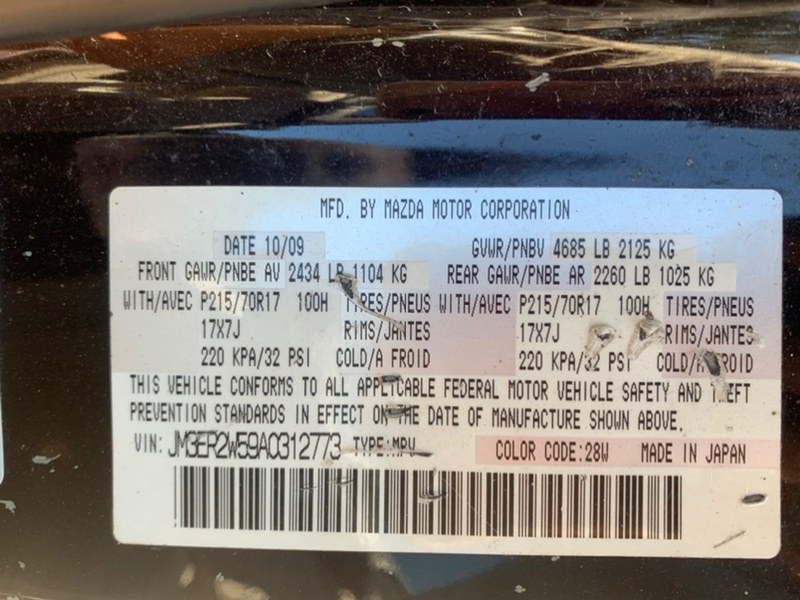 MFD. BY MAZDA MOTOR CORPORATION
DATE 10/09 GVWR/PNBV 4685 LB 2125 KG
FRONT GAWR/PNBE AV 2434 LB 1104 KG REAR GAWR/PNBE AR 2260 LB 1025 KG
WITH/AVEC P215/70R17 100H TIRES/PNEUS WITH/AVEC P215/70R17 100H TIRES/PNEUS
17X7J RIMS/JANTES 17X7J RIMS/JANTES
220 KPA/32 PSI COLD/A FROID 220 KPA/32 PSI COLD/A FROID
THIS VEHICLE CONFORMS TO ALL APPLICABLE FEDERAL MOTOR VEHICLE SAFETY AND THEFT
PREVENTION STANDARDS IN EFFECT ON THE DATE OF MANUFACTURE SHOWN ABOVE.
VIN: JM3ER2W59A0312773 TYPE:MPV COLOR CODE:28W MADE IN JAPAN